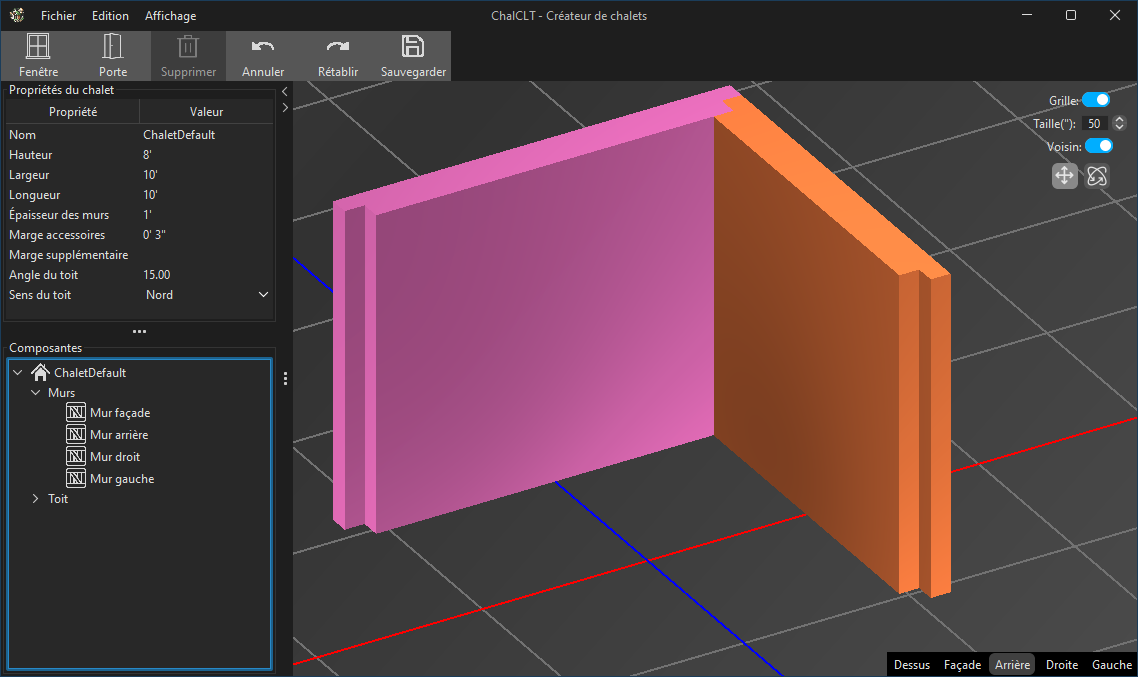 Fichier Edition Affichage ChalCLT - Créateur de chalets
Fenêtre Porte Supprimer Annuler Rétablir Sauvegarder
Propriétés du chalet
Propriété Valeur
Nom ChaletDefault
Hauteur 8'
Largeur 10'
Longueur 10'
Épaisseur des murs 1'
Marge accessoires 0' 3"
Marge supplémentaire
Angle du toit 15.00
Sens du toit Nord
Composantes
ChaletDefault
Murs
Mur façade
Mur arrière
Mur droit
Mur gauche
Toit
Grille:
Taille("): 50
Voisin:
Dessus Façade Arrière Droite Gauche